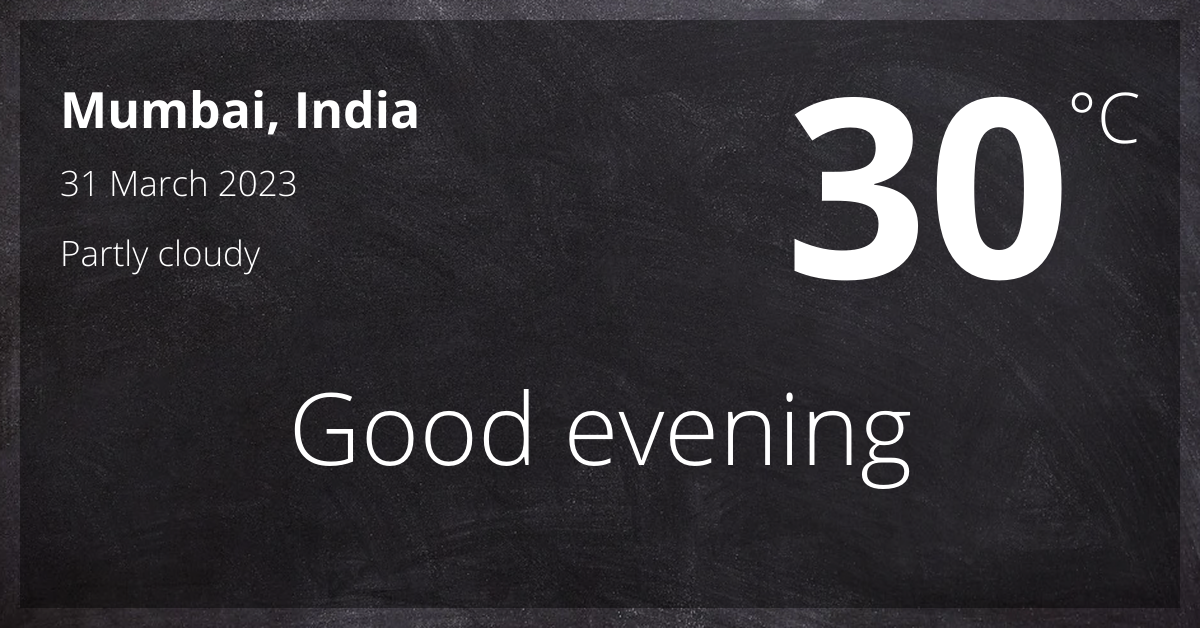 Mumbai, India
31 March 2023
Partly cloudy
30 °C
Good evening